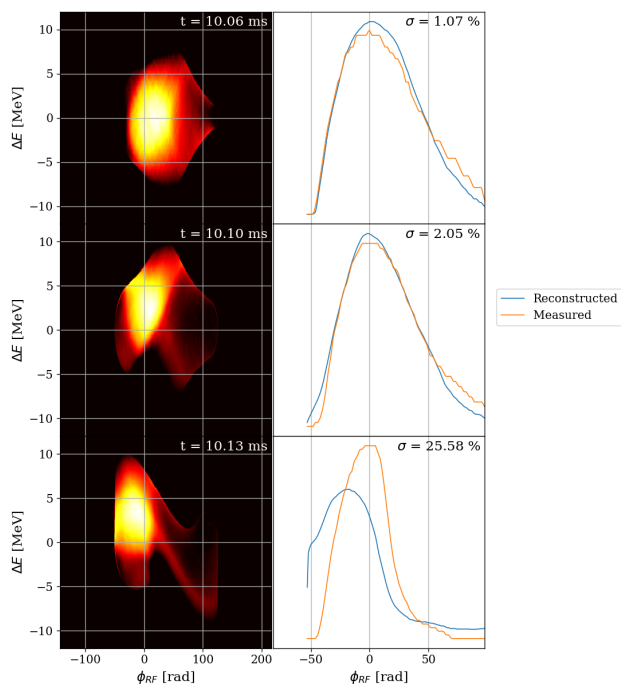 t = 10.06 ms
σ = 1.07 %
10
5
0
−5
−10
ΔE [MeV]
t = 10.10 ms
σ = 2.05 %
10
5
0
−5
−10
ΔE [MeV]
Reconstructed
Measured
t = 10.13 ms
σ = 25.58 %
10
5
0
−5
−10
ΔE [MeV]
−100 0 100 200
−50 0 50
ϕRF [rad]
ϕRF [rad]